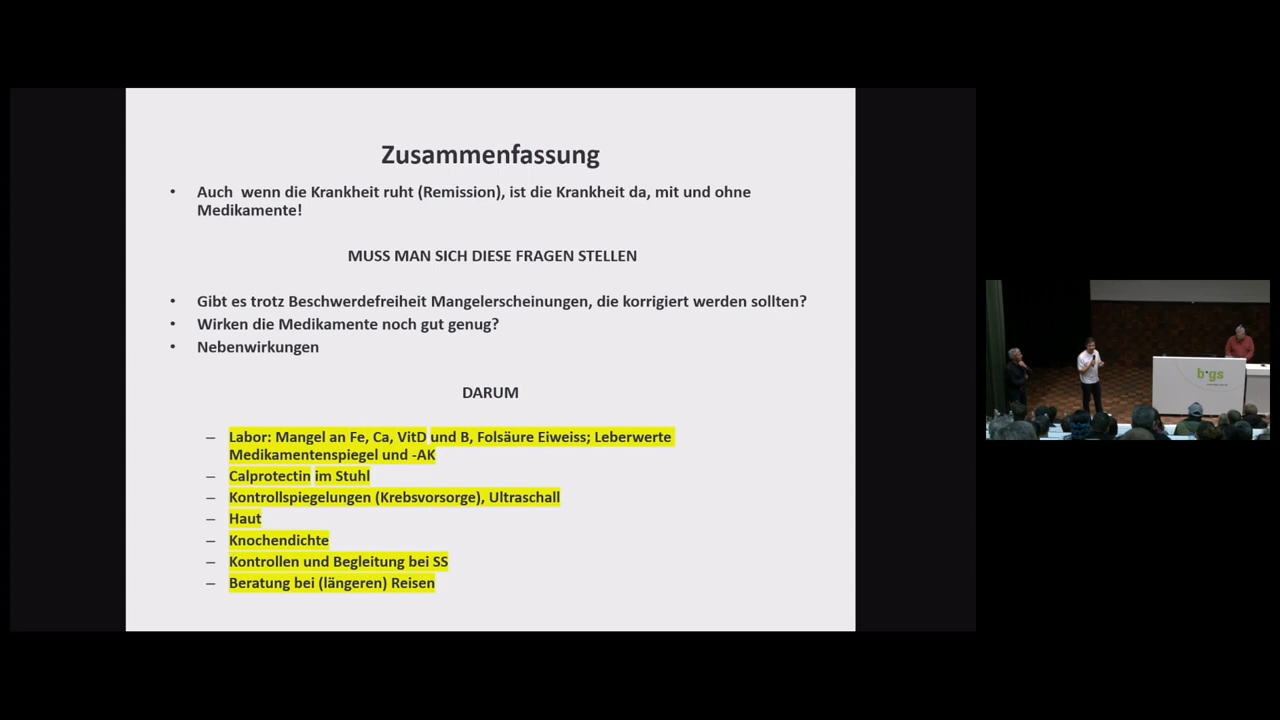 Zusammenfassung
• Auch  wenn die Krankheit ruht (Remission), ist die Krankheit da, mit und ohne
Medikamente!
MUSS MAN SICH DIESE FRAGEN STELLEN
• Gibt es trotz Beschwerdefreiheit Mangelerscheinungen, die korrigiert werden sollten?
• Wirken die Medikamente noch gut genug?
• Nebenwirkungen
DARUM
– Labor: Mangel an Fe, Ca, VitD und B, Folsäure Eiweiss; Leberwerte
Medikamentenspiegel und -AK
– Calprotectin im Stuhl
– Kontrollspiegelungen (Krebsvorsorge), Ultraschall
– Haut
– Knochendichte
– Kontrollen und Begleitung bei SS
– Beratung bei (längeren) Reisen
b·gs